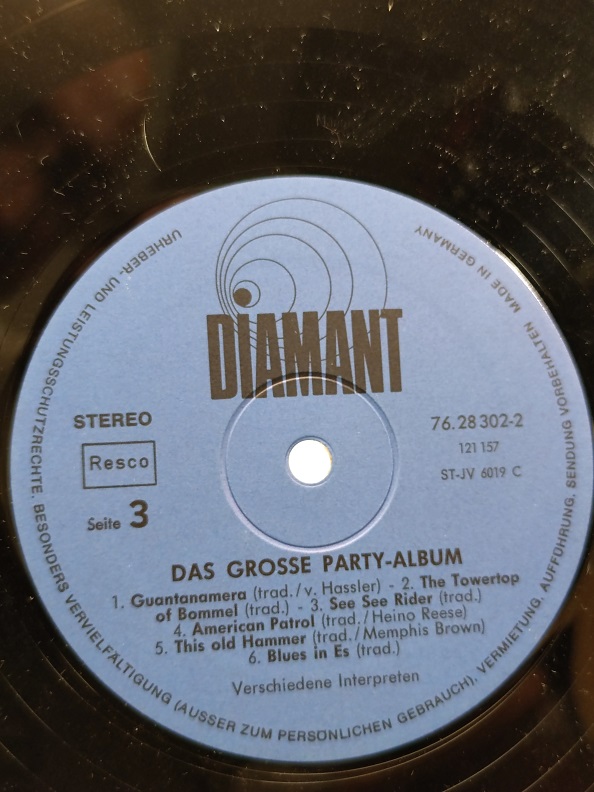 DIAMANT
STEREO
Resco
Seite 3
76.28 302-2
121 157
ST-JV 6019 C
DAS GROSSE PARTY-ALBUM
1. Guantanamera (trad./v. Hassler) - 2. The Towertop
of Bommel (trad.) - 3. See See Rider (trad.)
4. American Patrol (trad./Heino Reese)
5. This old Hammer (trad./Memphis Brown)
6. Blues in Es (trad.)
Verschiedene Interpreten
URHEBER- UND LEISTUNGSSCHUTZRECHTE. BESONDERS VERVIELFÄLTIGUNG (AUSSER ZUM PERSÖNLICHEN GEBRAUCH), VERMIETUNG, AUFFÜHRUNG, SENDUNG VORBEHALTEN MADE IN GERMANY